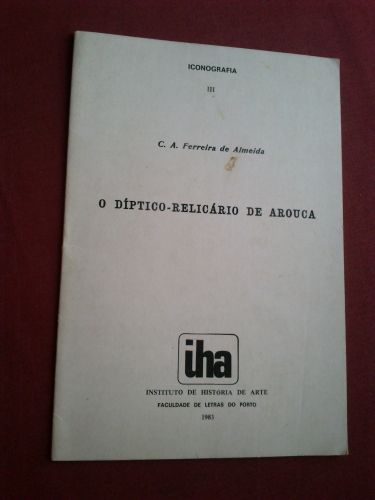 ICONOGRAFIA
III
C. A. Ferreira de Almeida
O DÍPTICO-RELICÁRIO DE AROUCA
iha
INSTITUTO DE HISTORIA DE ARTE
FACULDADE DE LETRAS DO PORTO
1983